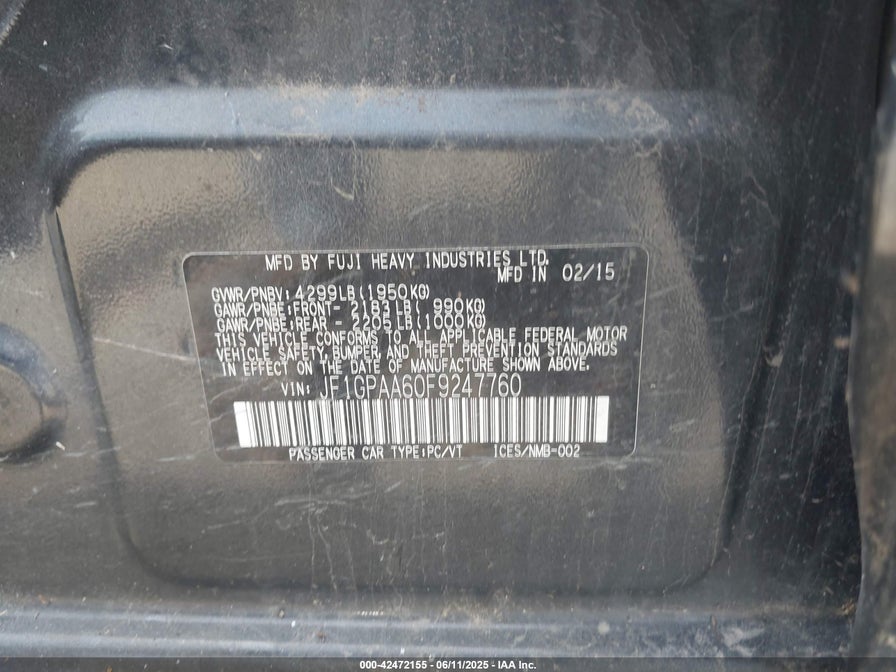 MFD BY FUJI HEAVY INDUSTRIES LTD.
MFD IN 02/15
GVWR/PNBV: 4299LB(1950KG)
GAWR/PNBE: FRONT- 2183LB( 990KG)
GAWR/PNBE: REAR - 2205LB(1000KG)
THIS VEHICLE CONFORMS TO ALL APPLICABLE FEDERAL MOTOR
VEHICLE SAFETY, BUMPER, AND THEFT PREVENTION STANDARDS
IN EFFECT ON THE DATE OF MANUFACTURE SHOWN ABOVE.
VIN: JF1GPAA60F9247760
PASSENGER CAR TYPE:PC/VT 1CES/NMB-002
000-42472155 - 06/11/2025 - IAA Inc.